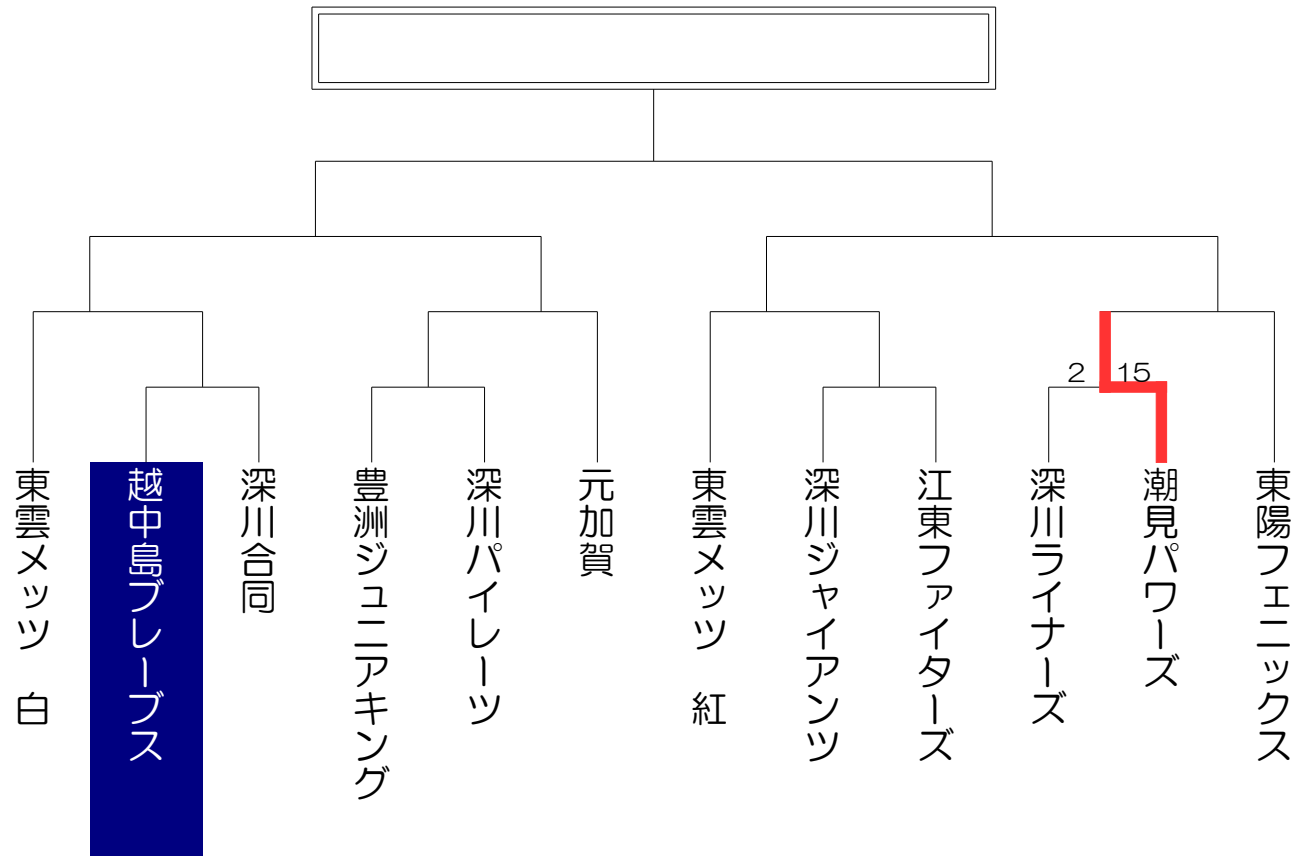 2 15
東雲メッツ　白
越中島ブレーブス
深川合同
豊洲ジュニアキング
深川パイレーツ
元加賀
東雲メッツ　紅
深川ジャイアンツ
江東ファイターズ
深川ライナーズ
潮見パワーズ
東陽フェニックス